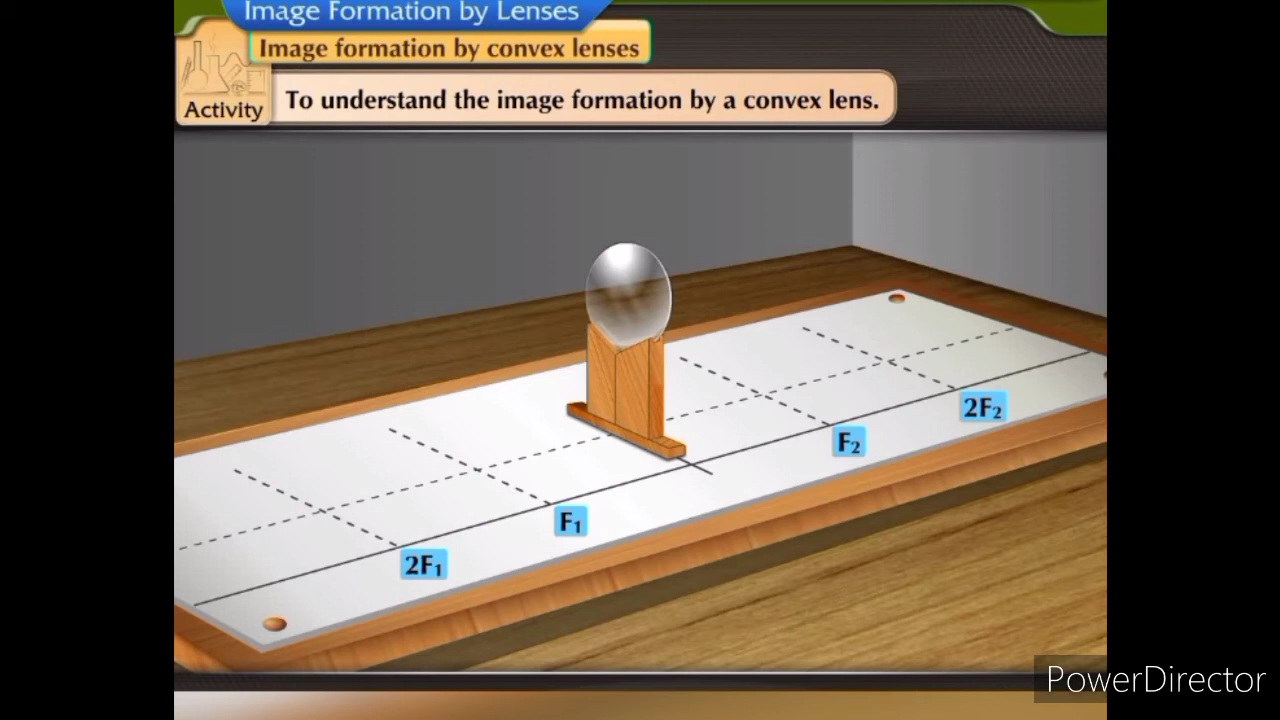 Image Formation by Lenses
Image formation by convex lenses
Activity
To understand the image formation by a convex lens.
2F₂
F₂
F₁
2F₁
PowerDirector